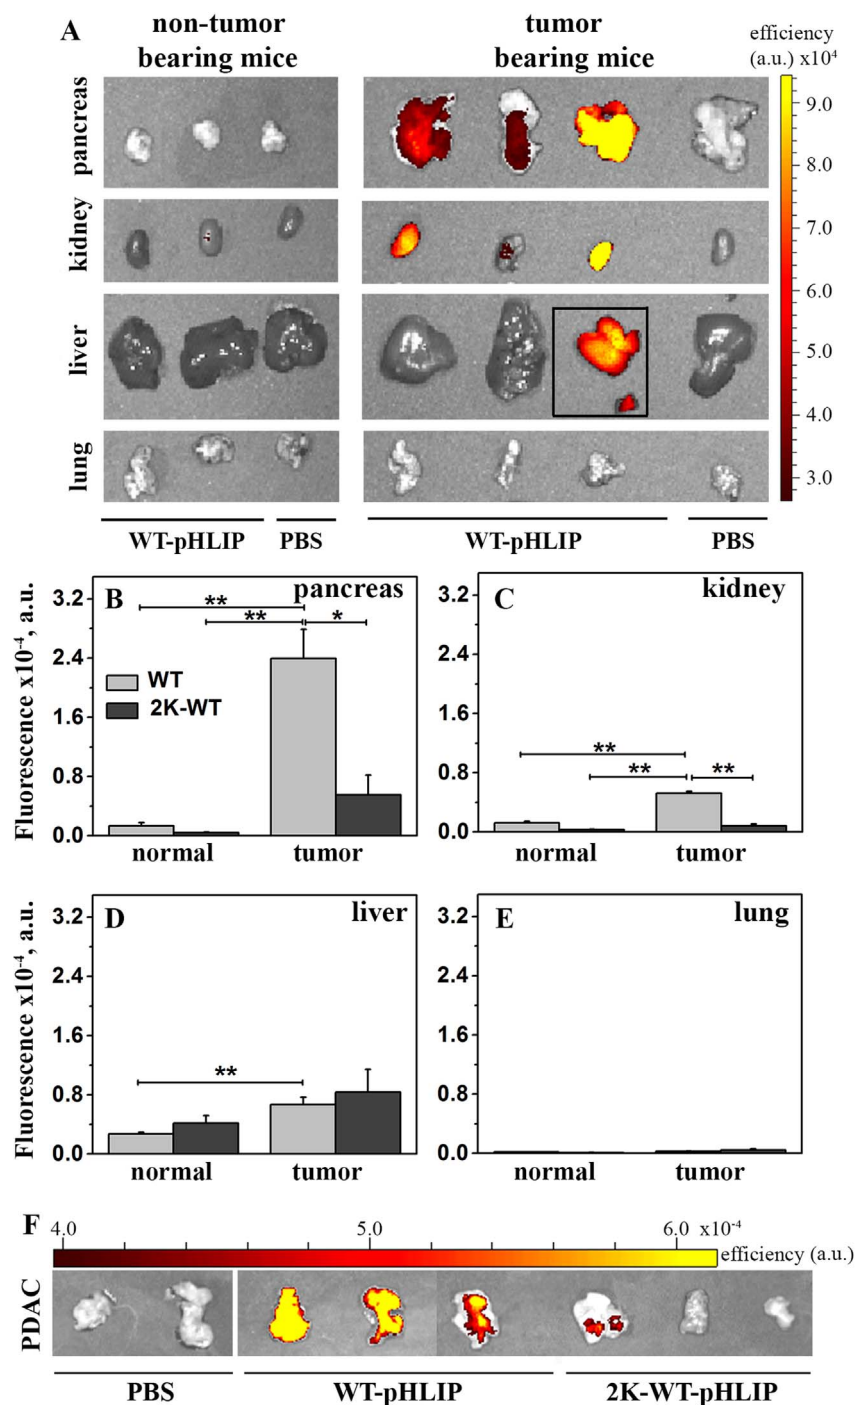 A
non-tumor
bearing mice
tumor
bearing mice
efficiency
(a.u.) x10⁴
pancreas
kidney
liver
lung
9.0
8.0
7.0
6.0
5.0
4.0
3.0
WT-pHLIP
PBS
WT-pHLIP
PBS
B
pancreas
Fluorescence x10⁻⁴, a.u.
3.2
2.4
1.6
0.8
0.0
**
**
*
WT
2K-WT
normal
tumor
C
kidney
3.2
2.4
1.6
0.8
0.0
**
**
**
normal
tumor
D
liver
Fluorescence x10⁻⁴, a.u.
3.2
2.4
1.6
0.8
0.0
**
normal
tumor
E
lung
3.2
2.4
1.6
0.8
0.0
normal
tumor
F
4.0
5.0
6.0 x10⁻⁴
efficiency (a.u.)
PDAC
PBS
WT-pHLIP
2K-WT-pHLIP